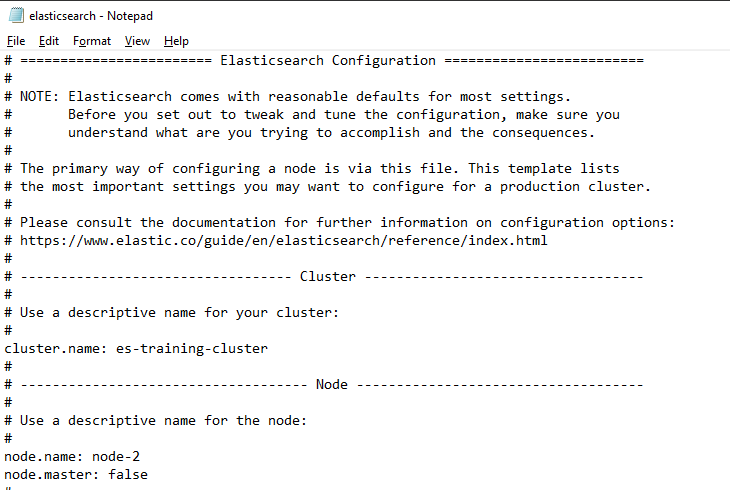 elasticsearch - Notepad
File Edit Format View Help
# ======================== Elasticsearch Configuration =========================
#
# NOTE: Elasticsearch comes with reasonable defaults for most settings.
#       Before you set out to tweak and tune the configuration, make sure you
#       understand what are you trying to accomplish and the consequences.
#
# The primary way of configuring a node is via this file. This template lists
# the most important settings you may want to configure for a production cluster.
#
# Please consult the documentation for further information on configuration options:
# https://www.elastic.co/guide/en/elasticsearch/reference/index.html
#
# ---------------------------------- Cluster -----------------------------------
#
# Use a descriptive name for your cluster:
#
cluster.name: es-training-cluster
#
# ------------------------------------ Node ------------------------------------
#
# Use a descriptive name for the node:
#
node.name: node-2
node.master: false
#